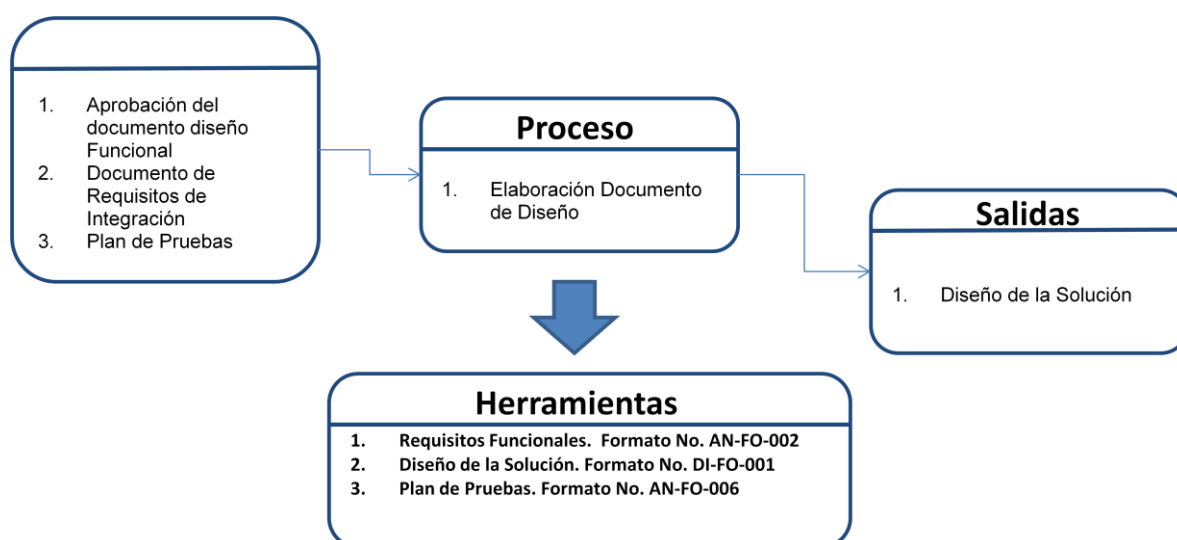 1. Aprobación del
documento diseño
Funcional
2. Documento de
Requisitos de
Integración
3. Plan de Pruebas
Proceso
1. Elaboración Documento
de Diseño
Salidas
1. Diseño de la Solución
Herramientas
1. Requisitos Funcionales. Formato No. AN-FO-002
2. Diseño de la Solución. Formato No. DI-FO-001
3. Plan de Pruebas. Formato No. AN-FO-006